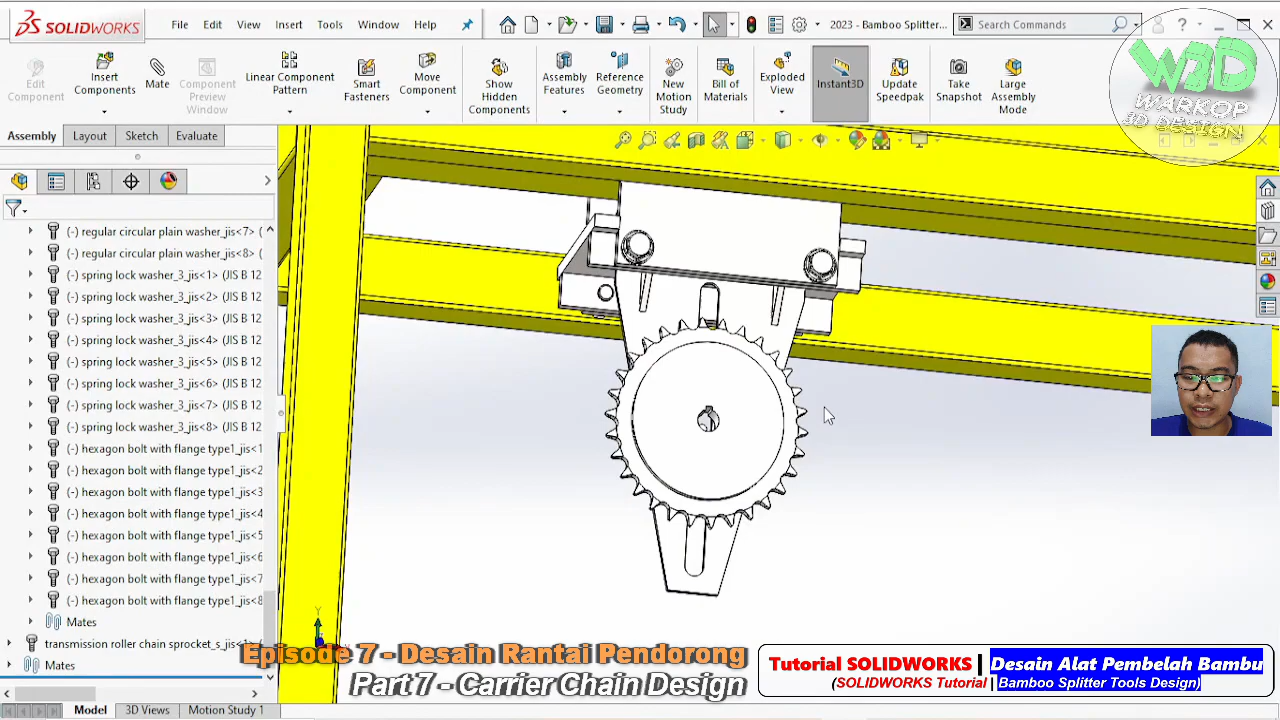 SOLIDWORKS
File Edit View Insert Tools Window Help
2023 - Bamboo Splitter...
Search Commands
Edit Component
Insert Components
Mate
Component Preview Window
Linear Component Pattern
Smart Fasteners
Move Component
Show Hidden Components
Assembly Features
Reference Geometry
New Motion Study
Bill of Materials
Exploded View
Instant3D
Update Speedpak
Take Snapshot
Large Assembly Mode
W3D
WARKOP
3D DESIGN
Assembly Layout Sketch Evaluate
(-) regular circular plain washer_jis<7> (
(-) regular circular plain washer_jis<8> (
(-) spring lock washer_3_jis<1> (JIS B 12
(-) spring lock washer_3_jis<2> (JIS B 12
(-) spring lock washer_3_jis<3> (JIS B 12
(-) spring lock washer_3_jis<4> (JIS B 12
(-) spring lock washer_3_jis<5> (JIS B 12
(-) spring lock washer_3_jis<6> (JIS B 12
(-) spring lock washer_3_jis<7> (JIS B 12
(-) spring lock washer_3_jis<8> (JIS B 12
(-) hexagon bolt with flange type1_jis<1
(-) hexagon bolt with flange type1_jis<2
(-) hexagon bolt with flange type1_jis<3
(-) hexagon bolt with flange type1_jis<4
(-) hexagon bolt with flange type1_jis<5
(-) hexagon bolt with flange type1_jis<6
(-) hexagon bolt with flange type1_jis<7
(-) hexagon bolt with flange type1_jis<8
Mates
transmission roller chain sprocket_s_jis<1> (
Mates
Y
Episode 7 - Desain Rantai Pendorong
Part 7 - Carrier Chain Design
Tutorial SOLIDWORKS | Desain Alat Pembelah Bambu
(SOLIDWORKS Tutorial | Bamboo Splitter Tools Design)
Model 3D Views Motion Study 1